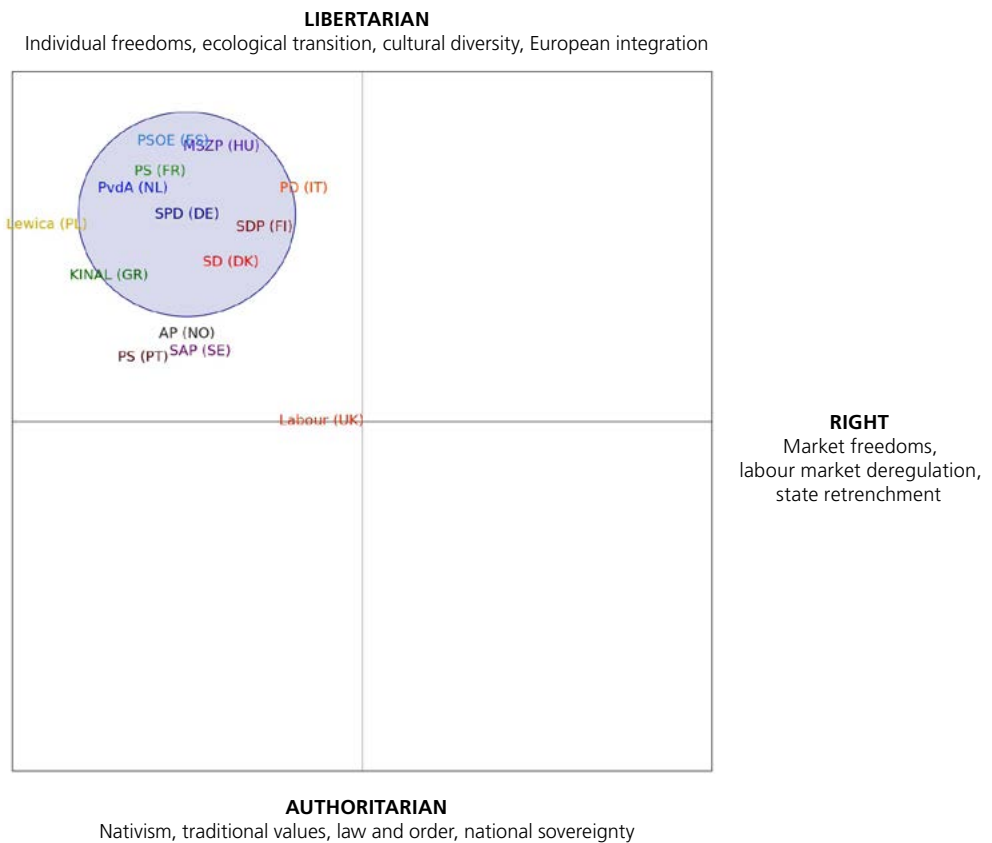 LIBERTARIAN
Individual freedoms, ecological transition, cultural diversity, European integration
PSOE (ES)
MSZP (HU)
PS (FR)
PvdA (NL)
PD (IT)
SPD (DE)
Lewica (PL)
SDP (FI)
SD (DK)
KINAL (GR)
AP (NO)
SAP (SE)
PS (PT)
Labour (UK)
RIGHT
Market freedoms,
labour market deregulation,
state retrenchment
AUTHORITARIAN
Nativism, traditional values, law and order, national sovereignty